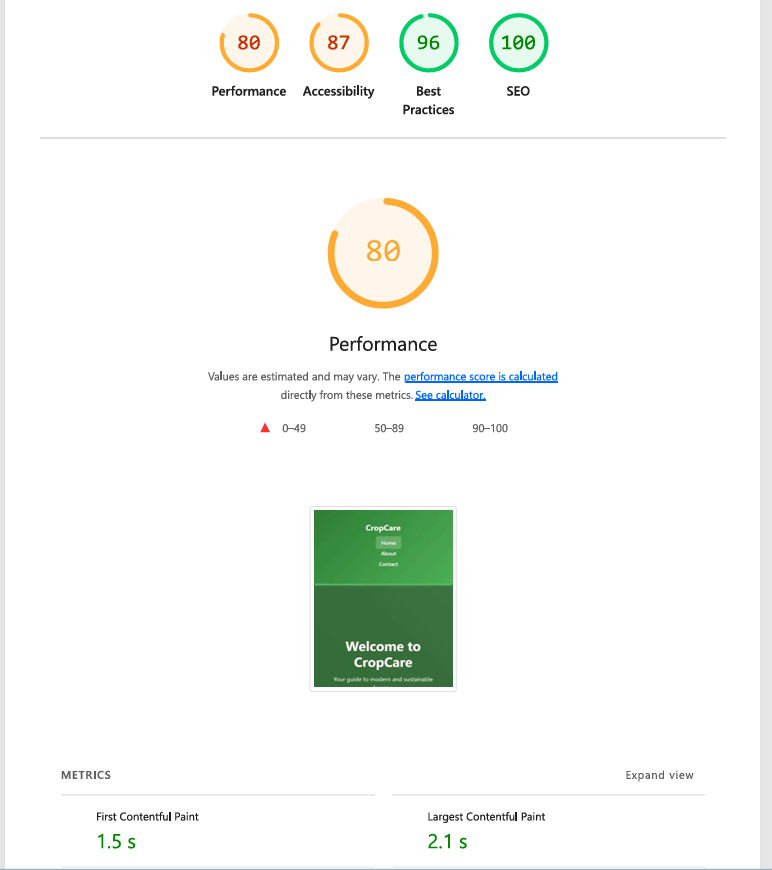 80
87
96
100
Performance
Accessibility
Best
Practices
SEO
80
Performance
Values are estimated and may vary. The performance score is calculated
directly from these metrics. See calculator.
0–49
50–89
90–100
CropCare
Home
About
Contact
Welcome to
CropCare
Your guide to modern and sustainable
METRICS
Expand view
First Contentful Paint
Largest Contentful Paint
1.5 s
2.1 s